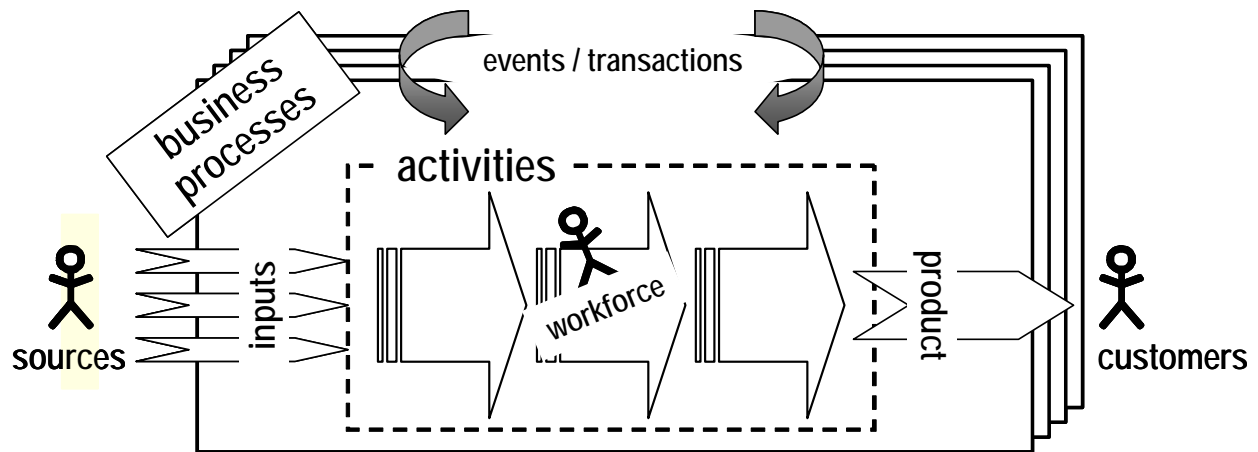 events / transactions
business
processes
activities
sources
inputs
workforce
product
customers